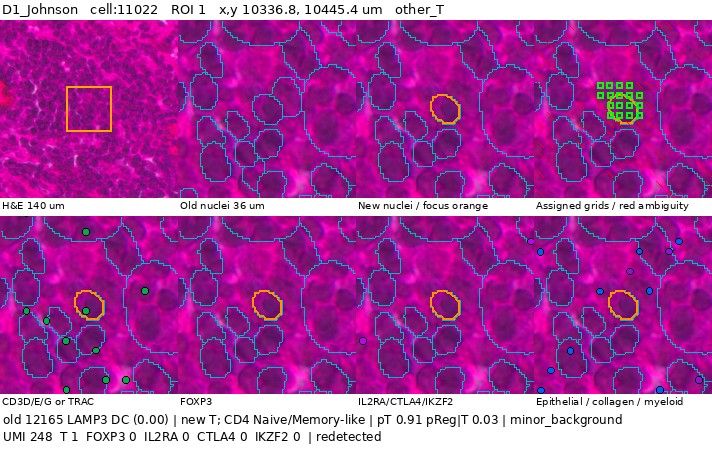 D1_Johnson   cell:11022   ROI 1   x,y 10336.8, 10445.4 um   other_T
H&E 140 um
Old nuclei 36 um
New nuclei / focus orange
Assigned grids / red ambiguity
CD3D/E/G or TRAC
FOXP3
IL2RA/CTLA4/IKZF2
Epithelial / collagen / myeloid
old 12165 LAMP3 DC (0.00) | new T; CD4 Naive/Memory-like | pT 0.91 pReg|T 0.03 | minor_background
UMI 248  T 1  FOXP3 0  IL2RA 0  CTLA4 0  IKZF2 0  | redetected